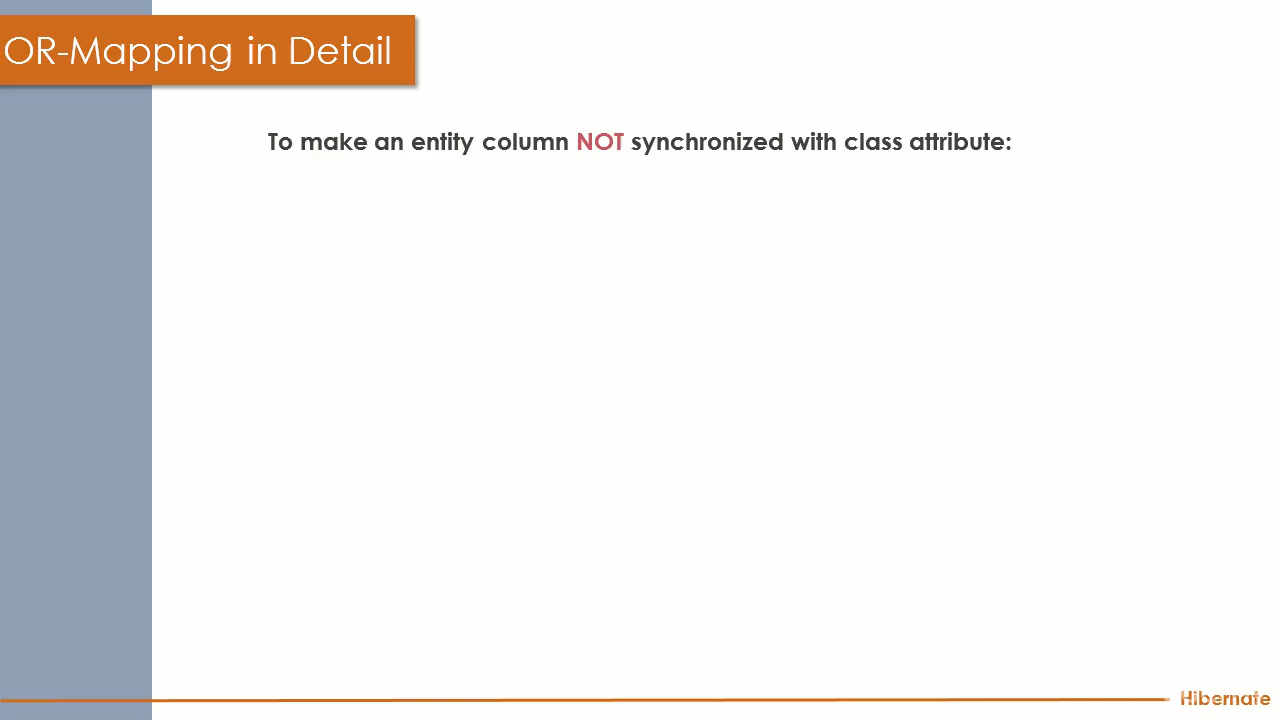 OR-Mapping in Detail
To make an entity column NOT synchronized with class attribute:
Hibernate